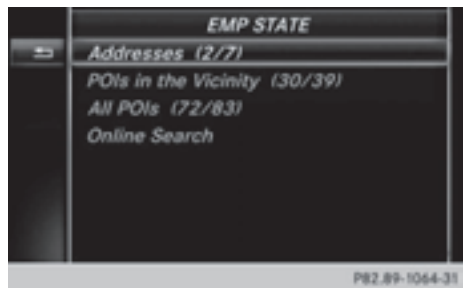 EMP STATE
Addresses (2/7)
POIs in the Vicinity (30/39)
All POIs (72/83)
Online Search
P82.89-1064-31